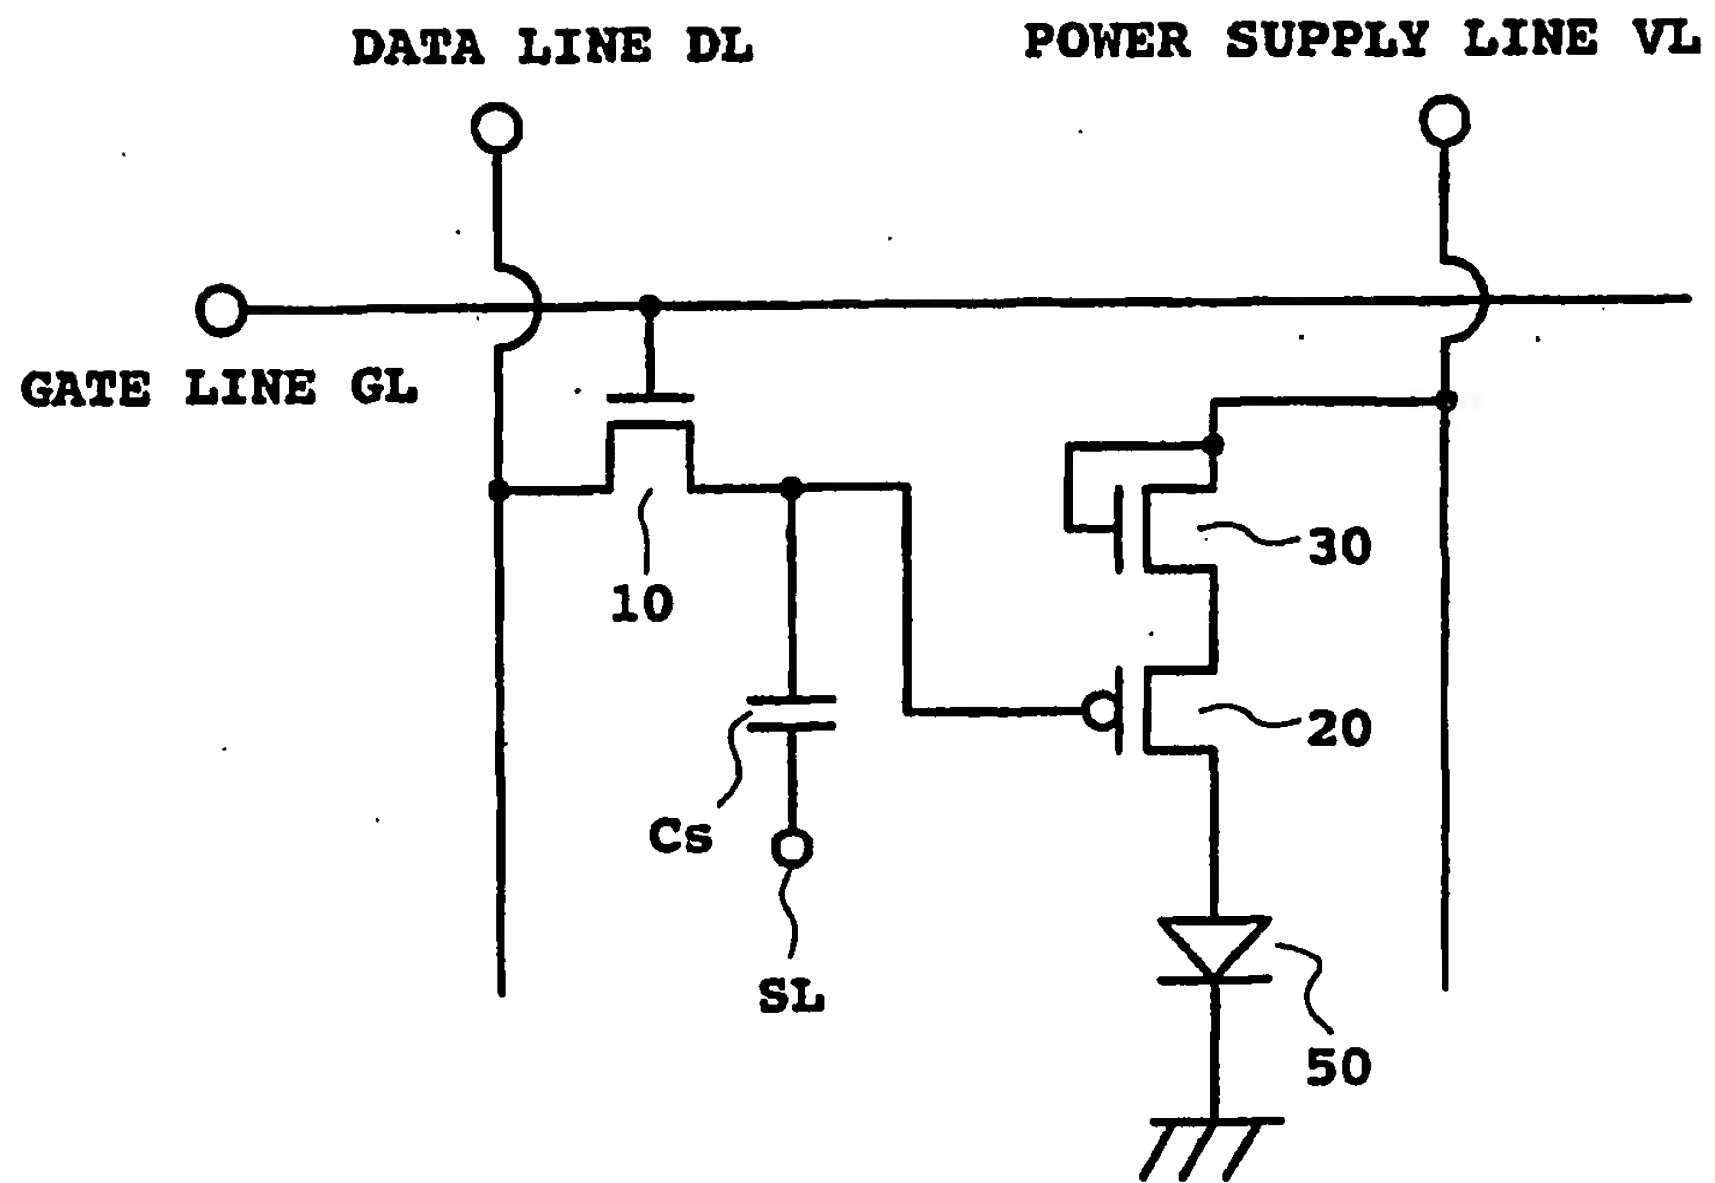 DATA LINE DL
POWER SUPPLY LINE VL
GATE LINE GL
30
10
20
Cs
SL
50